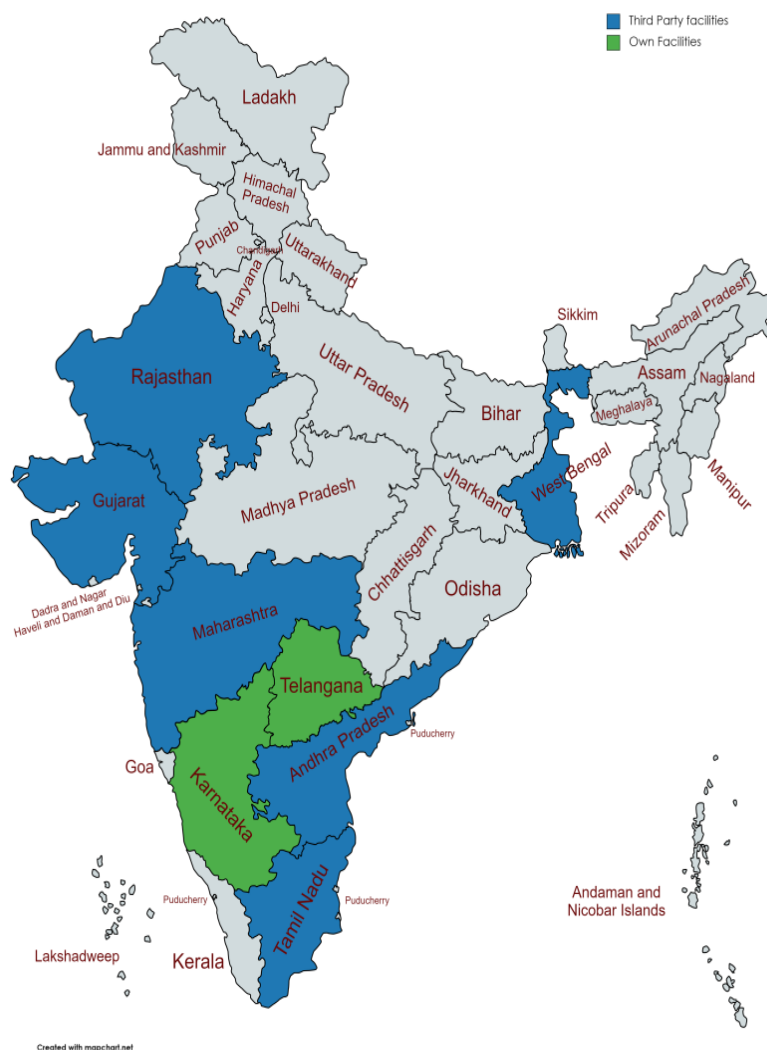 Third Party facilities
Own Facilities
Ladakh
Jammu and Kashmir
Himachal
Pradesh
Punjab
Chandigarh
Uttarakhand
Haryana
Delhi
Arunachal Pradesh
Sikkim
Rajasthan
Uttar Pradesh
Assam
Nagaland
Bihar
Meghalaya
Gujarat
Madhya Pradesh
Jharkhand
West Bengal
Tripura
Manipur
Mizoram
Chhattisgarh
Odisha
Dadra and Nagar
Haveli and Daman and Diu
Maharashtra
Telangana
Andhra Pradesh
Puducherry
Goa
Karnataka
Puducherry
Puducherry
Tamil Nadu
Andaman and
Nicobar Islands
Lakshadweep
Kerala
Created with mapchart.net